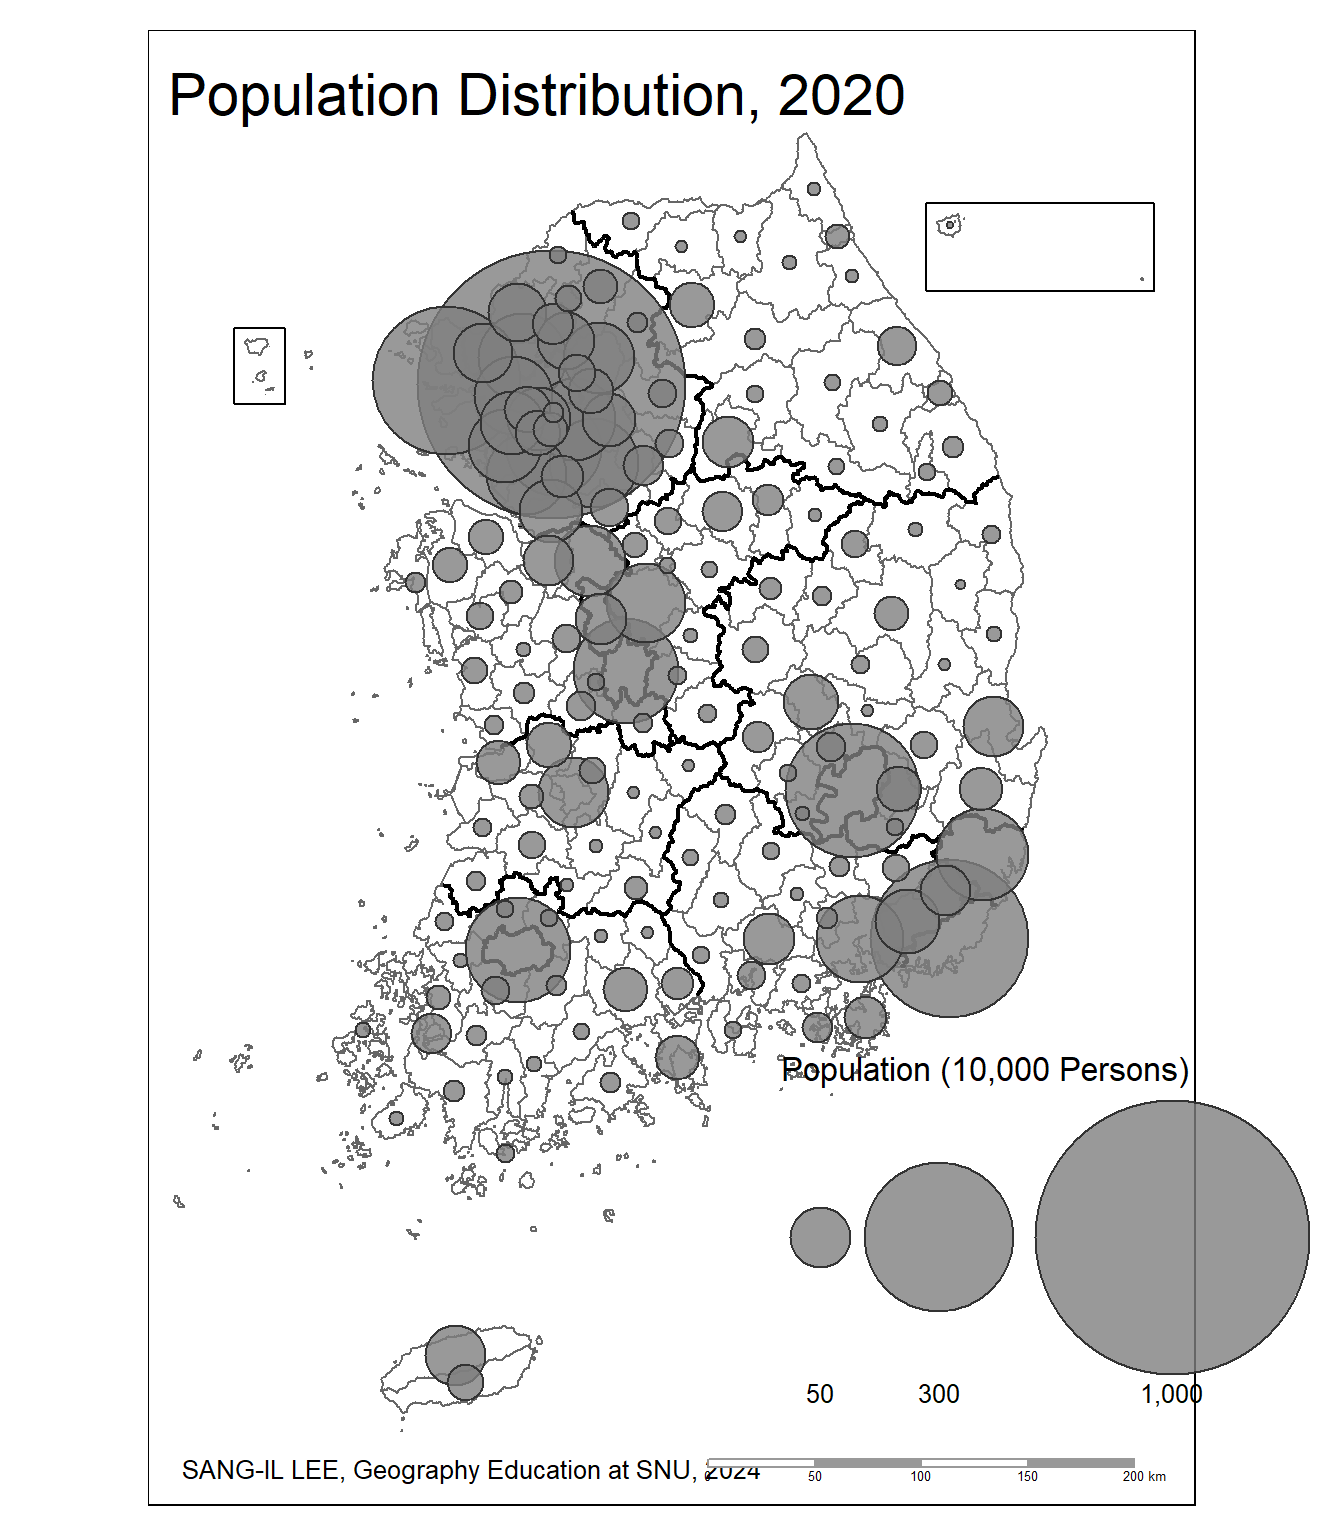 Population Distribution, 2020
Population (10,000 Persons)
50 300 1,000
SANG-IL LEE, Geography Education at SNU, 2024
0 50 100 150 200 km